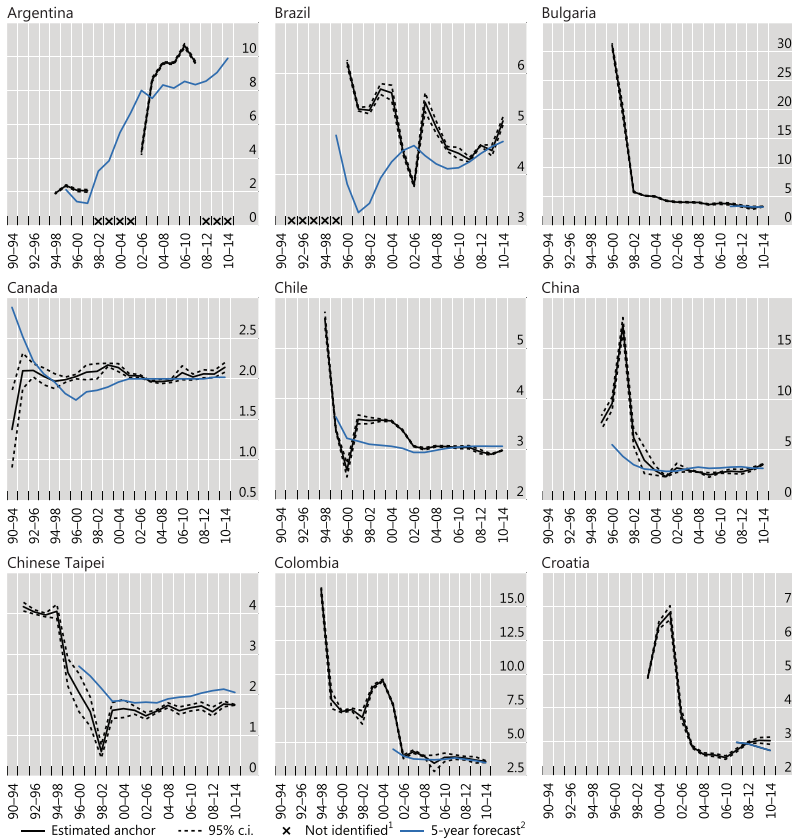 Argentina Brazil Bulgaria
10 6 30
8 25
5 20
6 15
4 4 10
2 5
0 3 0
90–94 92–96 94–98 96–00 98–02 00–04 02–06 04–08 06–10 08–12 10–14 90–94 92–96 94–98 96–00 98–02 00–04 02–06 04–08 06–10 08–12 10–14 90–94 92–96 94–98 96–00 98–02 00–04 02–06 04–08 06–10 08–12 10–14
Canada Chile China
2.5 5 15
2.0 4 10
1.5
1.0 3 5
0.5 2 0
90–94 92–96 94–98 96–00 98–02 00–04 02–06 04–08 06–10 08–12 10–14 90–94 92–96 94–98 96–00 98–02 00–04 02–06 04–08 06–10 08–12 10–14 90–94 92–96 94–98 96–00 98–02 00–04 02–06 04–08 06–10 08–12 10–14
Chinese Taipei Colombia Croatia
4 15.0 7
3 12.5 6
10.0 5
2 7.5 4
1 5.0 3
0 2.5 2
90–94 92–96 94–98 96–00 98–02 00–04 02–06 04–08 06–10 08–12 10–14 90–94 92–96 94–98 96–00 98–02 00–04 02–06 04–08 06–10 08–12 10–14 90–94 92–96 94–98 96–00 98–02 00–04 02–06 04–08 06–10 08–12 10–14
Estimated anchor 95% c.i. Not identified¹ 5-year forecast²